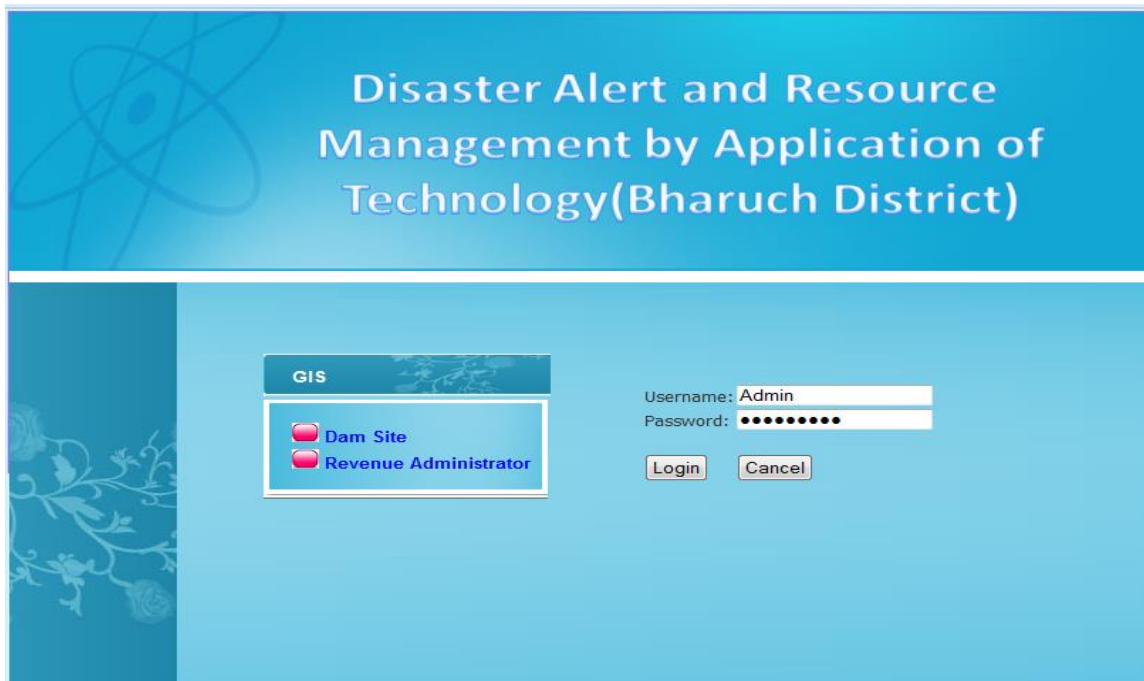 Disaster Alert and Resource
Management by Application of
Technology(Bharuch District)
GIS
Dam Site
Revenue Administrator
Username: Admin
Password: ●●●●●●●●●
Login Cancel